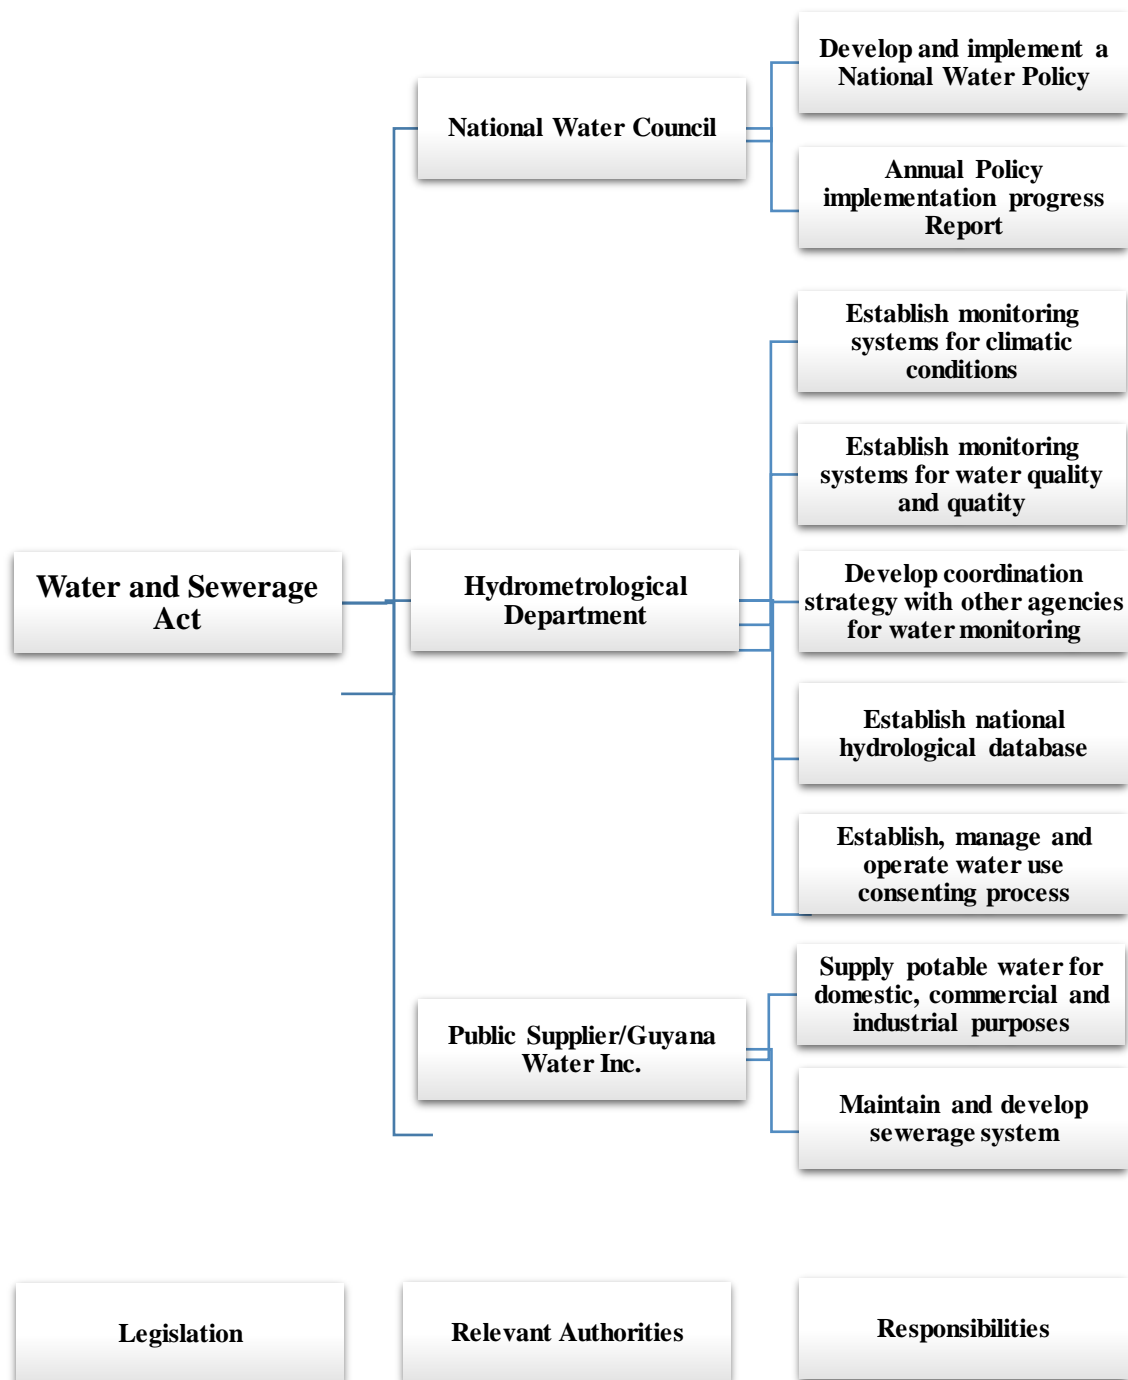 Develop and implement a
National Water Policy
National Water Council
Annual Policy
implementation progress
Report
Establish monitoring
systems for climatic
conditions
Establish monitoring
systems for water quality
and quatity
Water and Sewerage
Act
Hydrometrological
Department
Develop coordination
strategy with other agencies
for water monitoring
Establish national
hydrological database
Establish, manage and
operate water use
consenting process
Public Supplier/Guyana
Water Inc.
Supply potable water for
domestic, commercial and
industrial purposes
Maintain and develop
sewerage system
Legislation
Relevant Authorities
Responsibilities